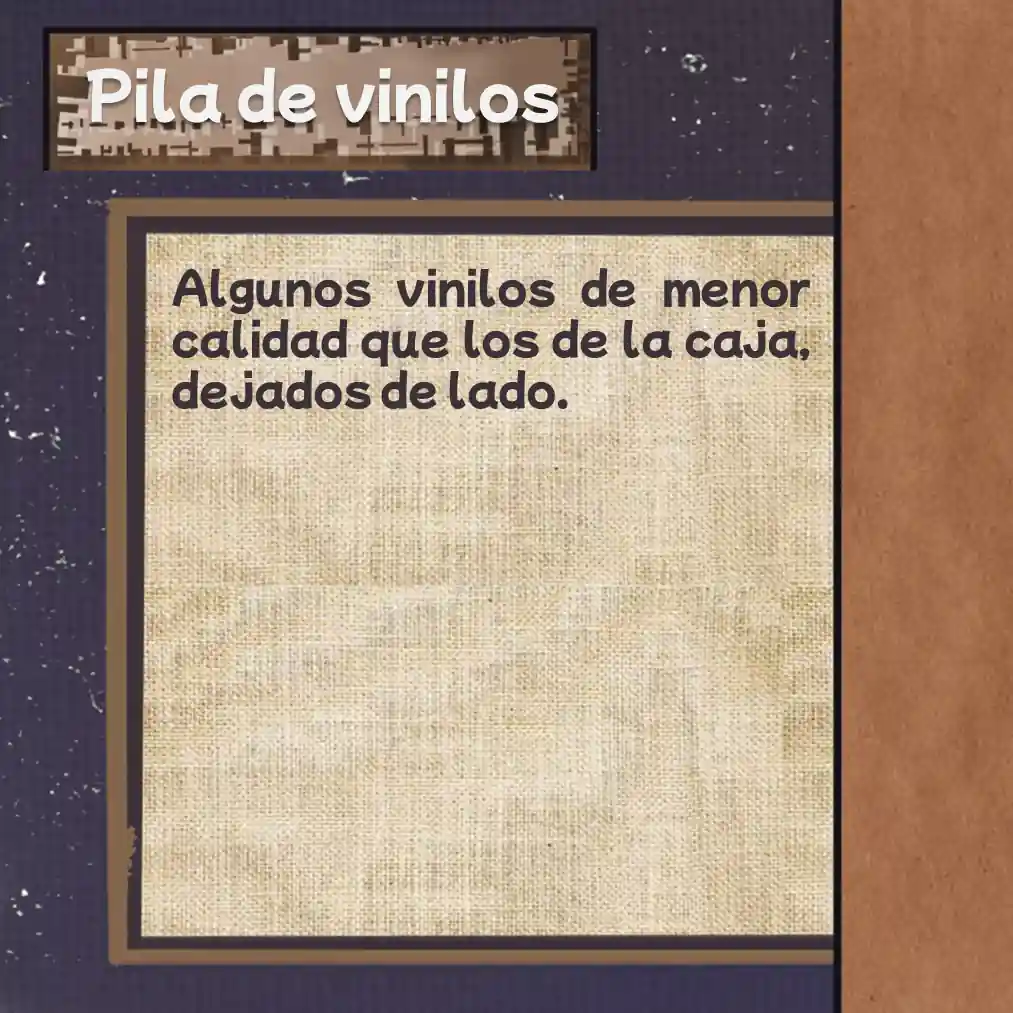 Pila de vinilos
Algunos vinilos de menor
calidad que los de la caja,
dejados de lado.